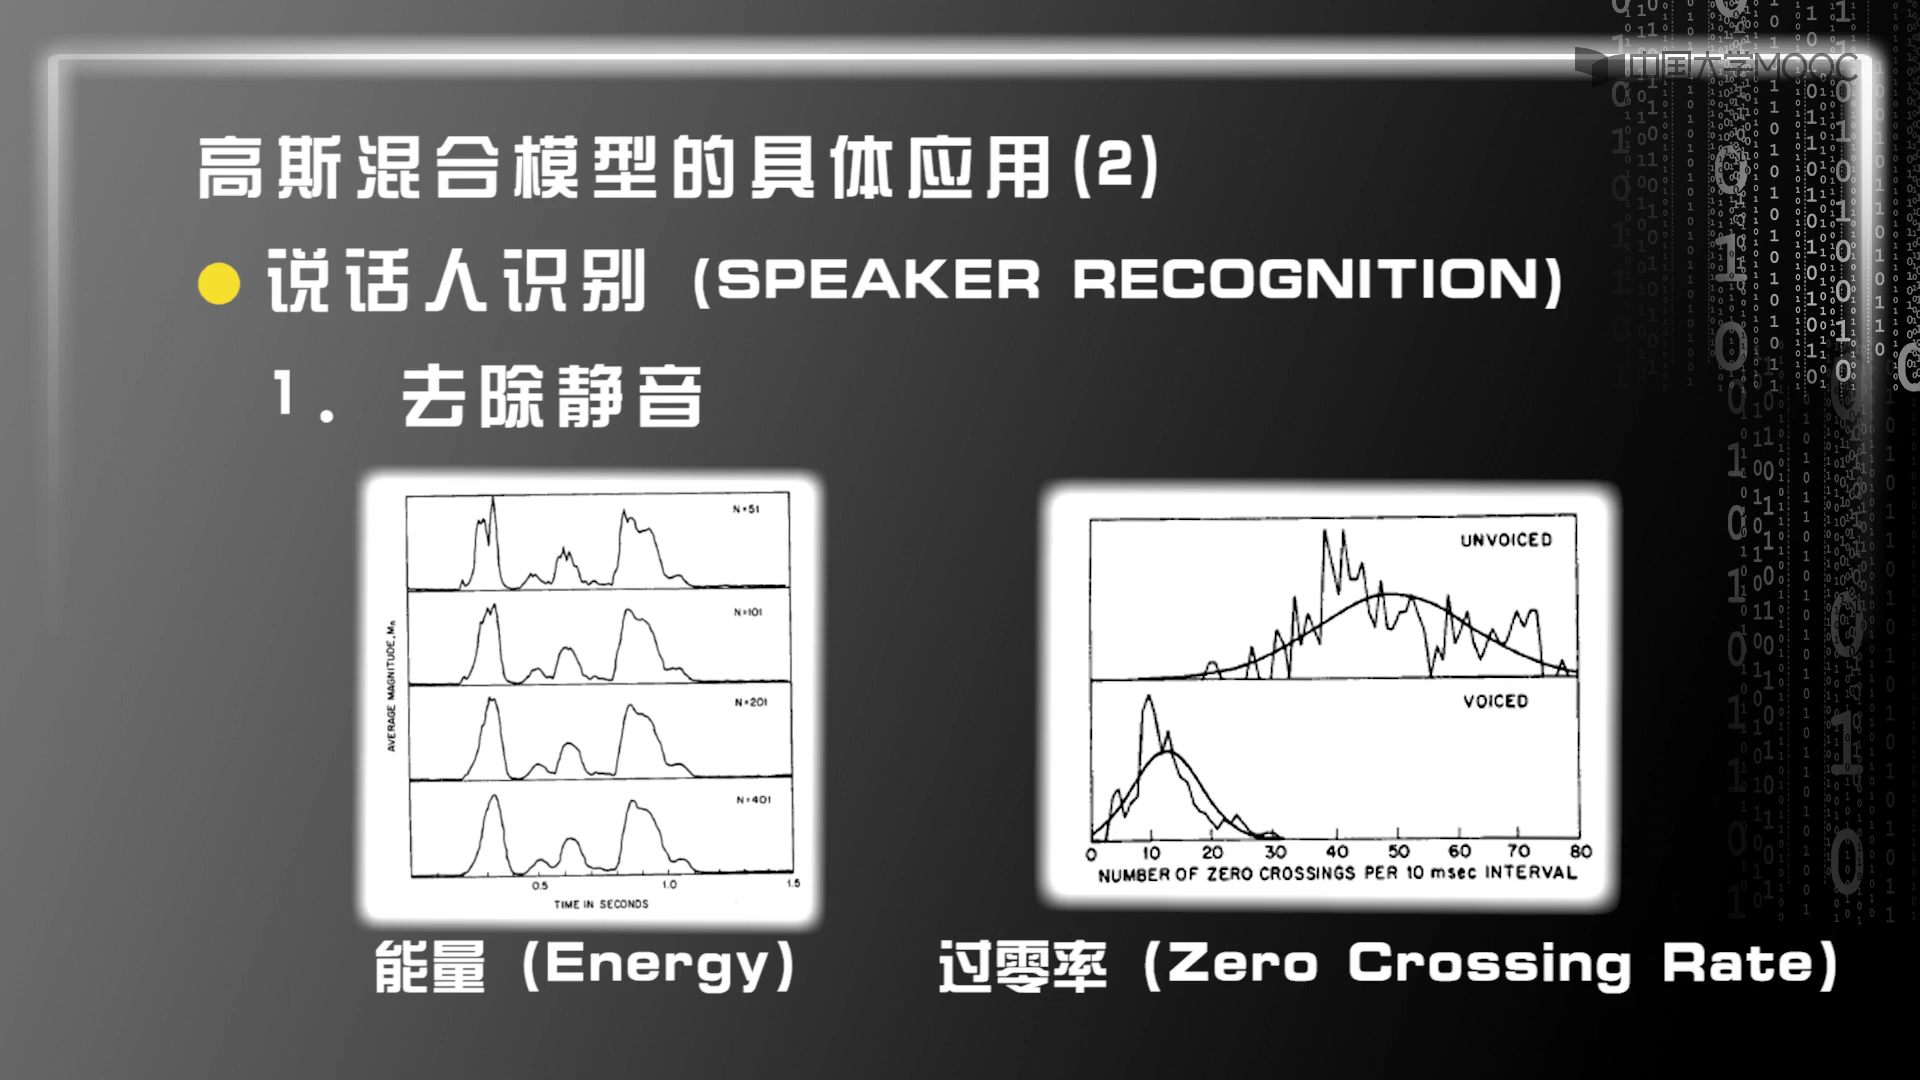 中国大学MOOC
高斯混合模型的具体应用(2)
说话人识别 (SPEAKER RECOGNITION)
1. 去除静音
N=51
N=101
N=201
N=401
AVERAGE MAGNITUDE, Mn
0.5 1.0 1.5
TIME IN SECONDS
能量 (Energy)
UNVOICED
VOICED
0 10 20 30 40 50 60 70 80
NUMBER OF ZERO CROSSINGS PER 10 msec INTERVAL
过零率 (Zero Crossing Rate)